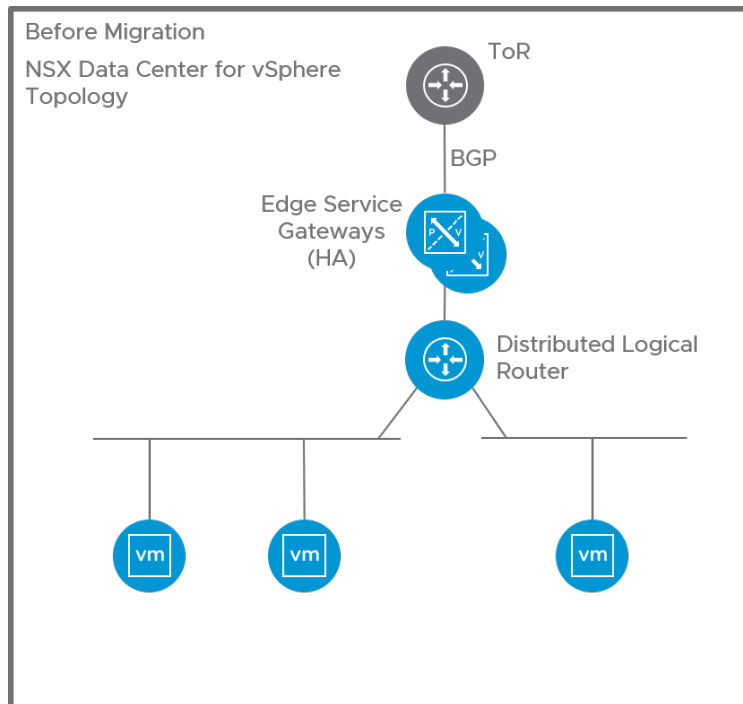 Before Migration
NSX Data Center for vSphere
Topology
ToR
BGP
Edge Service
Gateways
(HA)
P V
V
Distributed Logical
Router
vm
vm
vm